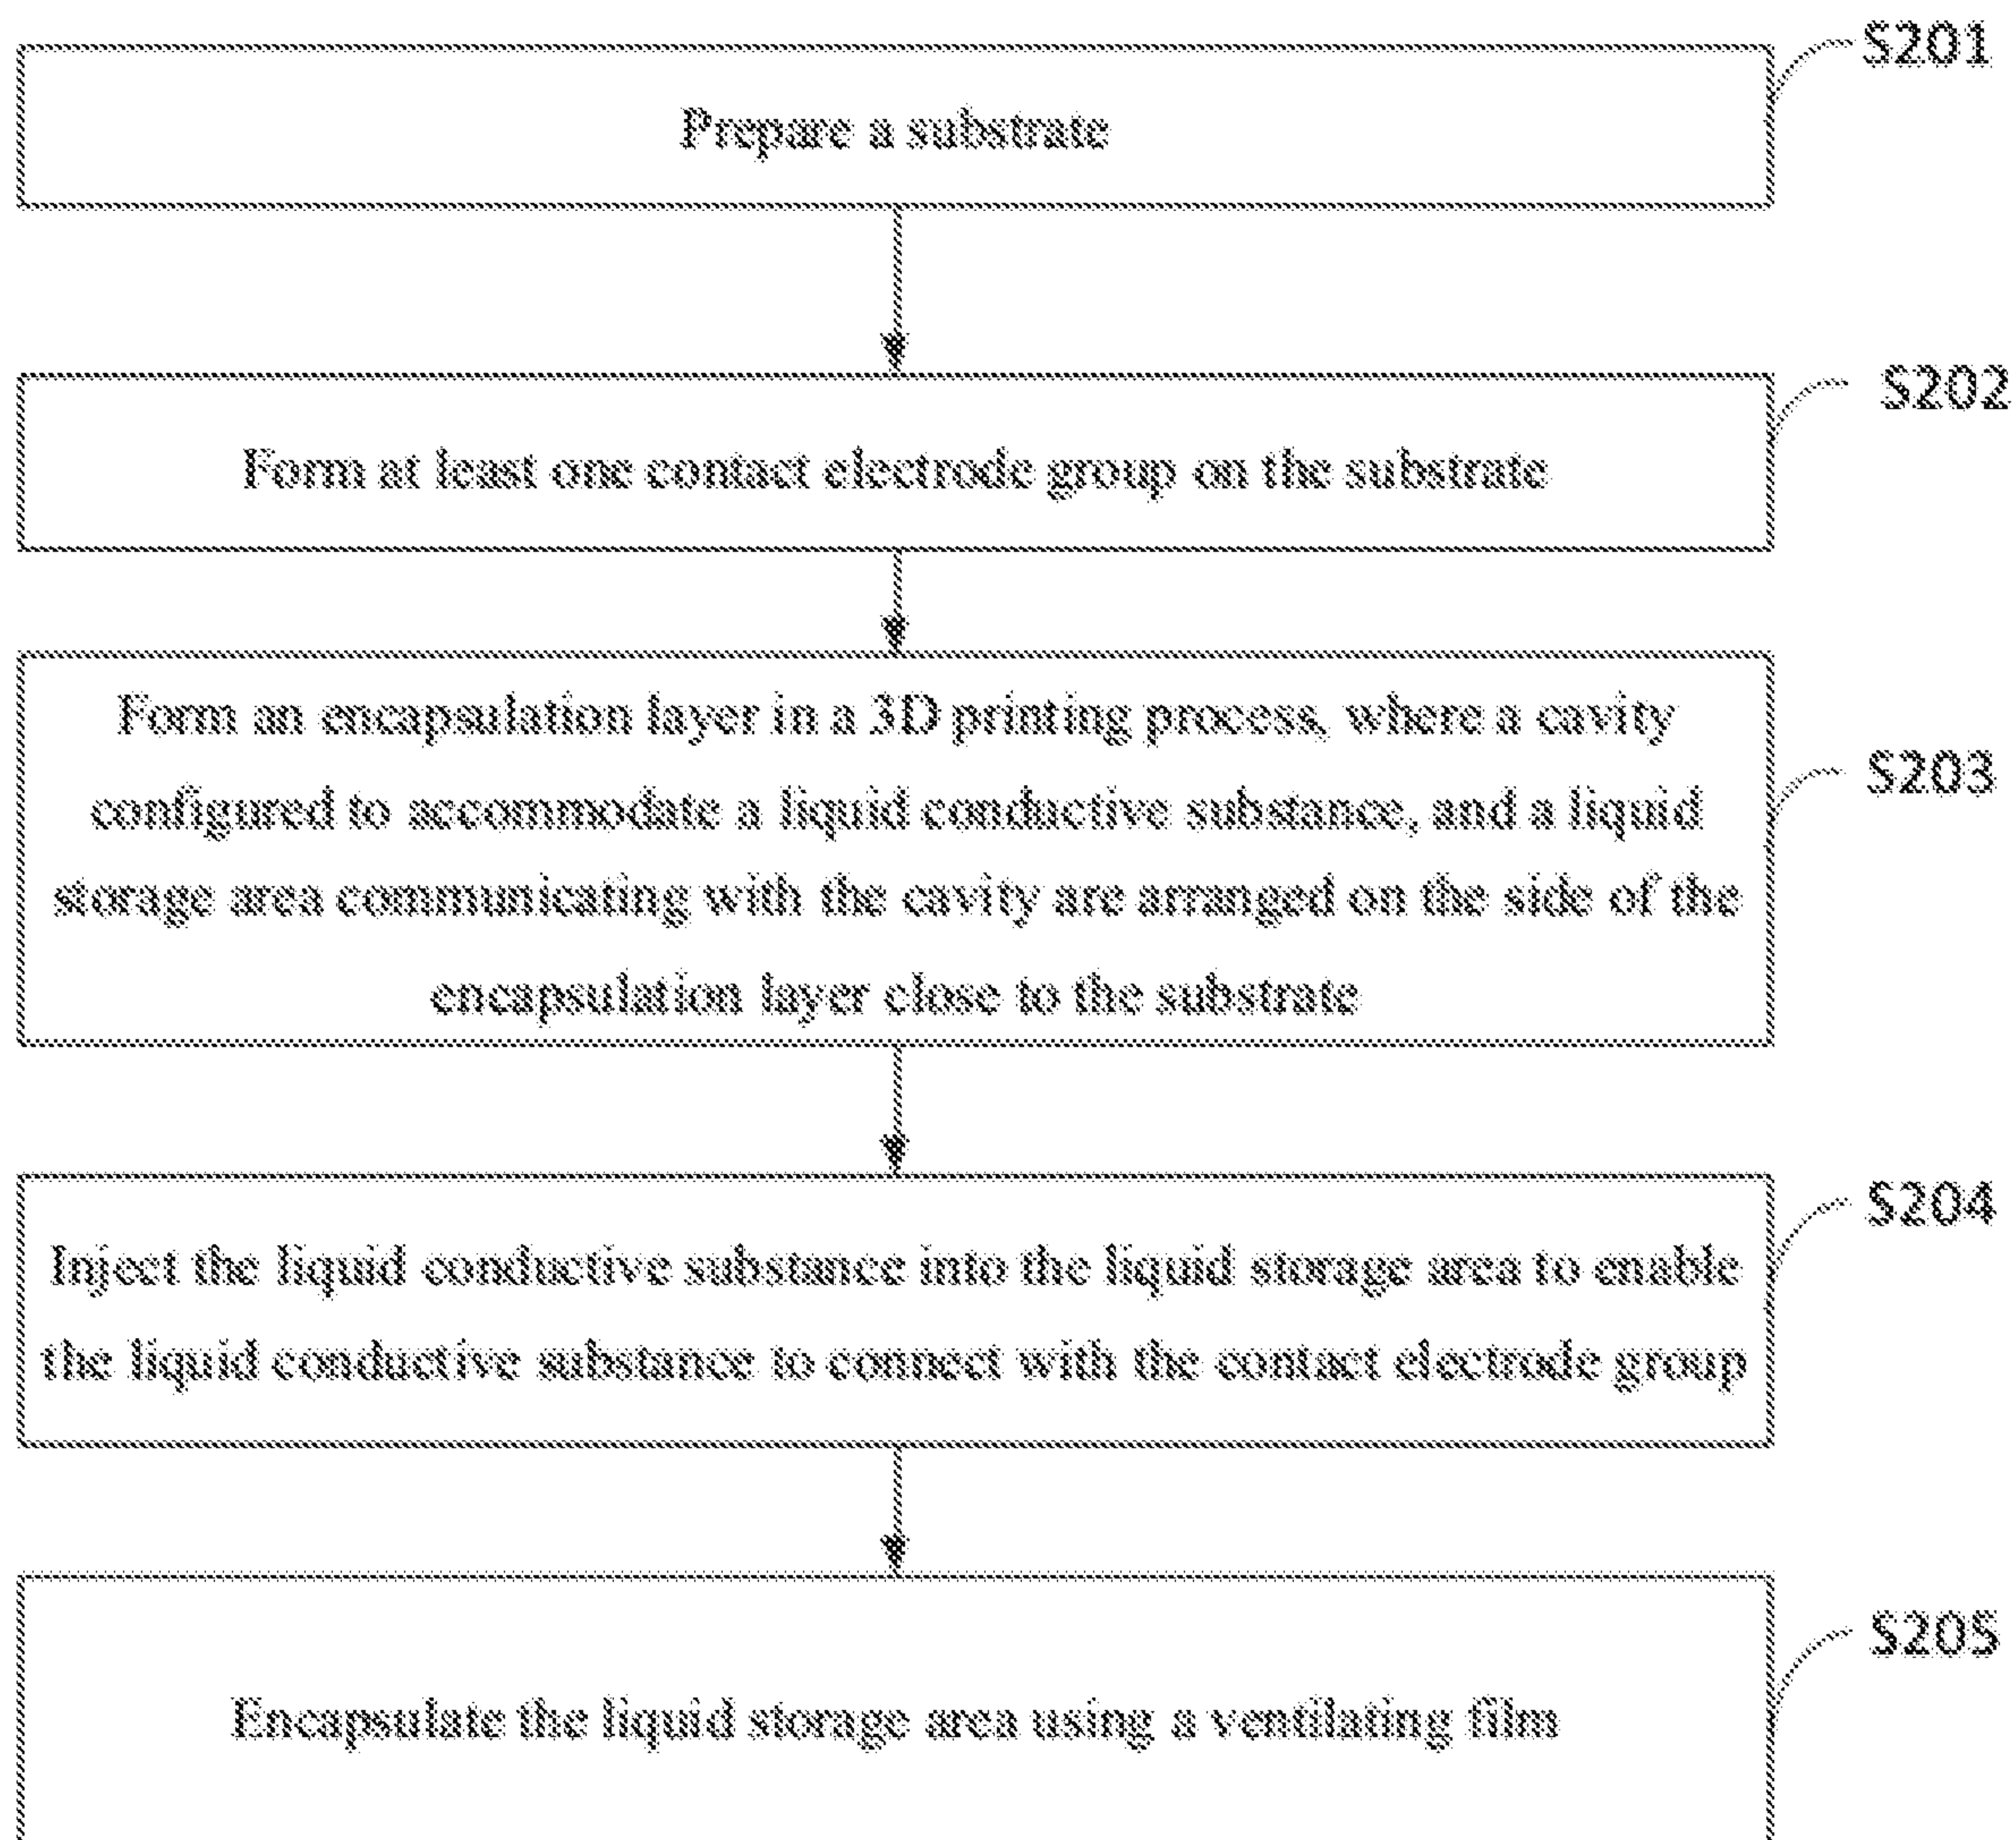 S201
Prepare a substrate
S202
Form at least one contact electrode group on the substrate
Form an encapsulation layer in a 3D printing process, where a cavity
S203
configured to accommodate a liquid conductive substance, and a liquid
storage area communicating with the cavity are arranged on the side of the
encapsulation layer close to the substrate
S204
Inject the liquid conductive substance into the liquid storage area to enable
the liquid conductive substance to connect with the contact electrode group
S205
Encapsulate the liquid storage area using a ventilating film